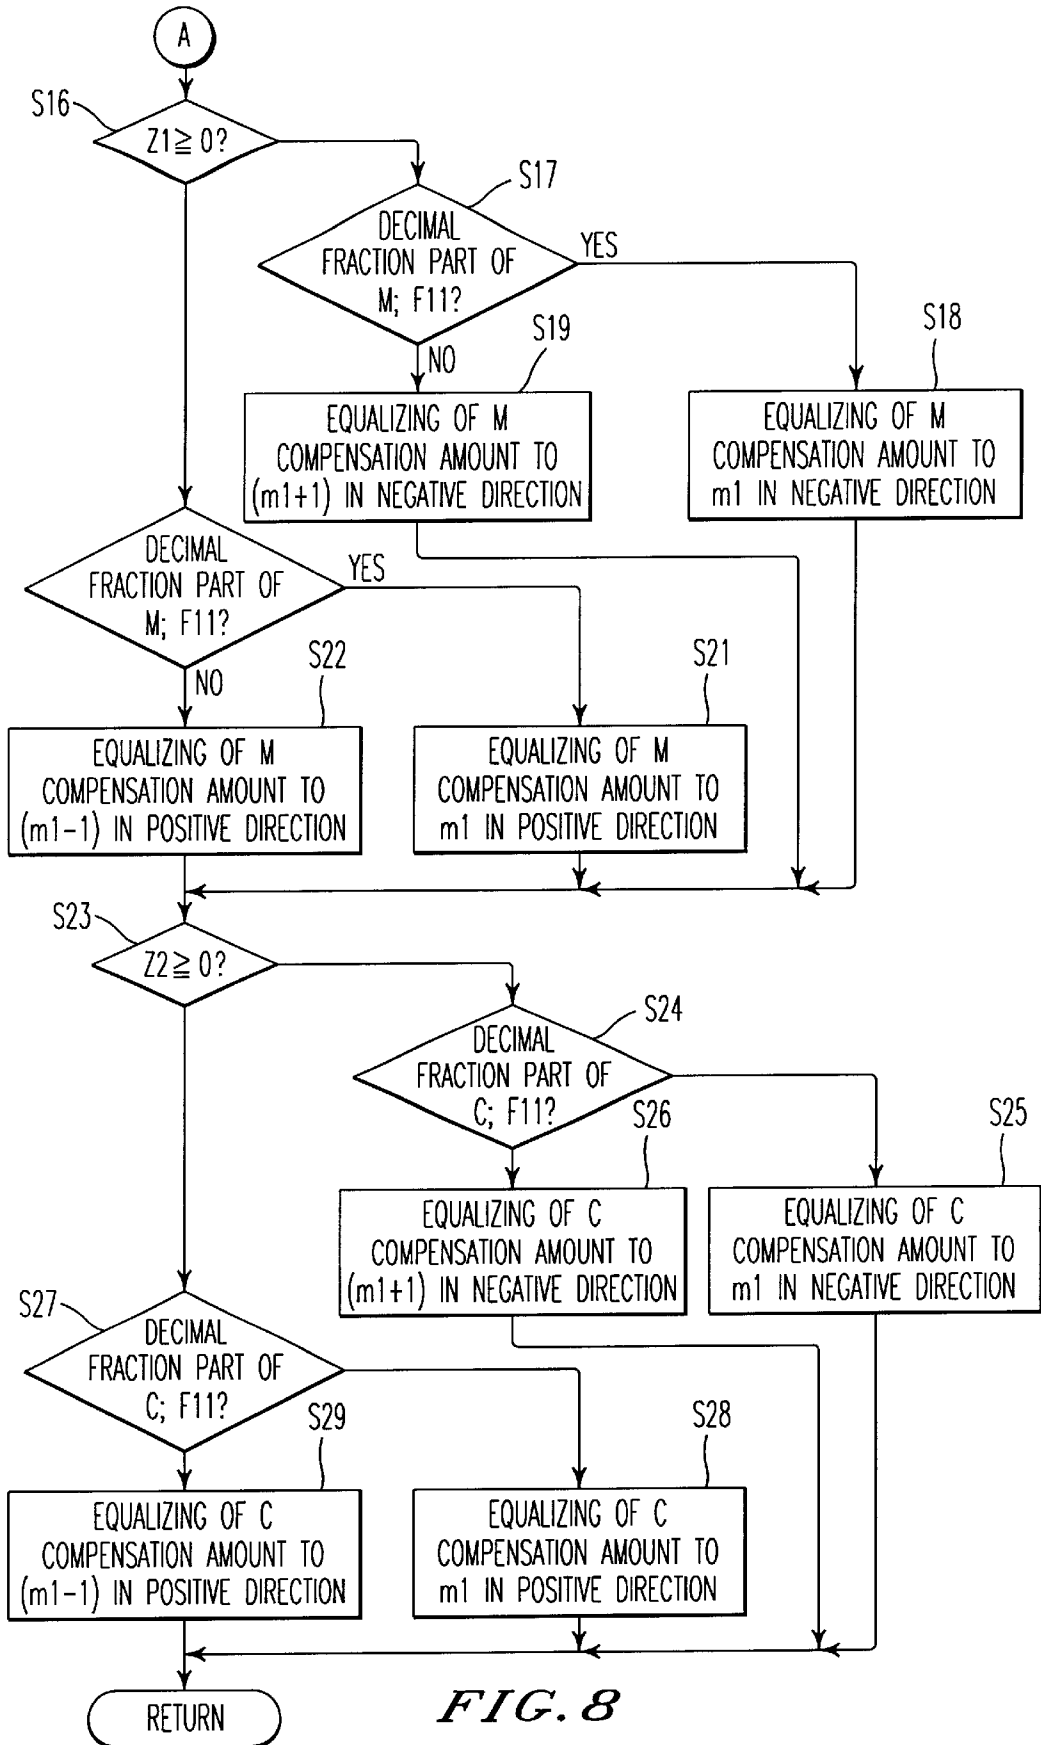 A
S16
Z1≧0?
S17
DECIMAL
FRACTION PART OF
M; F11?
YES
NO
S19
S18
EQUALIZING OF M
COMPENSATION AMOUNT TO
(m1+1) IN NEGATIVE DIRECTION
EQUALIZING OF M
COMPENSATION AMOUNT TO
m1 IN NEGATIVE DIRECTION
DECIMAL
FRACTION PART OF
M; F11?
YES
NO
S22
S21
EQUALIZING OF M
COMPENSATION AMOUNT TO
(m1-1) IN POSITIVE DIRECTION
EQUALIZING OF M
COMPENSATION AMOUNT TO
m1 IN POSITIVE DIRECTION
S23
Z2≧0?
S24
DECIMAL
FRACTION PART OF
C; F11?
S26
S25
EQUALIZING OF C
COMPENSATION AMOUNT TO
(m1+1) IN NEGATIVE DIRECTION
EQUALIZING OF C
COMPENSATION AMOUNT TO
m1 IN NEGATIVE DIRECTION
S27
DECIMAL
FRACTION PART OF
C; F11?
S29
S28
EQUALIZING OF C
COMPENSATION AMOUNT TO
(m1-1) IN POSITIVE DIRECTION
EQUALIZING OF C
COMPENSATION AMOUNT TO
m1 IN POSITIVE DIRECTION
RETURN
FIG. 8